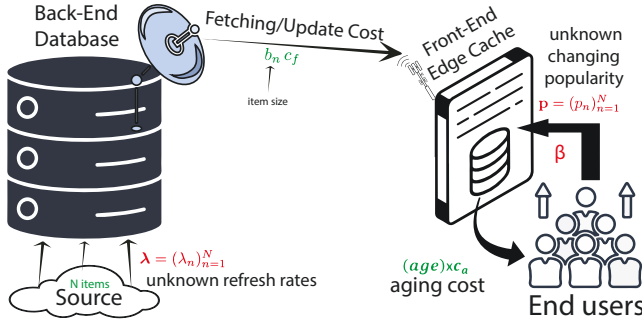 Back-End
Database
Fetching/Update Cost
b_n c_f
item size
Front-End
Edge Cache
unknown
changing
popularity
p = (p_n)_{n=1}^N
β
λ = (λ_n)_{n=1}^N
unknown refresh rates
N items
Source
(age)xc_a
aging cost
End users